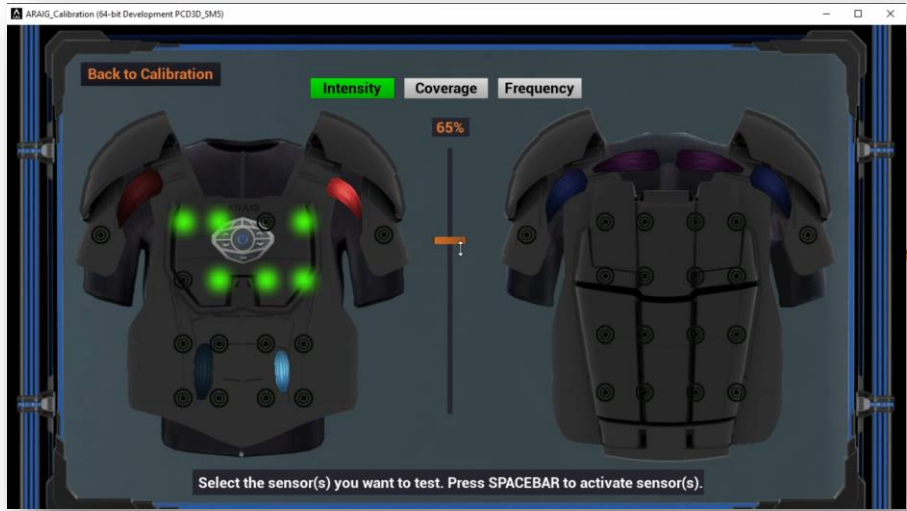 ARAIG_Calibration (64-bit Development PCD3D_SM5)
Back to Calibration
Intensity Coverage Frequency
65%
ARAIG
Select the sensor(s) you want to test. Press SPACEBAR to activate sensor(s).